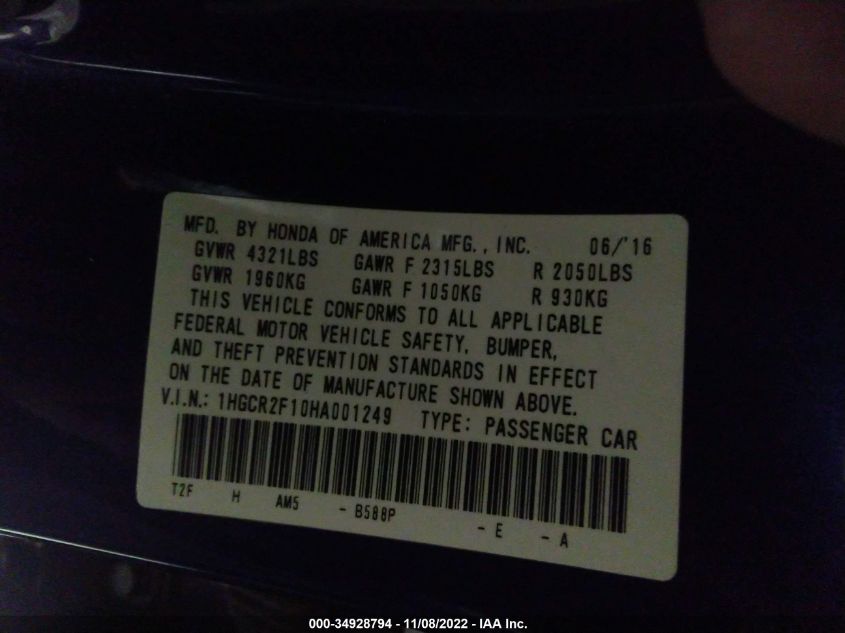 MFD. BY HONDA OF AMERICA MFG., INC. 06/'16
GVWR 4321LBS GAWR F 2315LBS R 2050LBS
GVWR 1960KG GAWR F 1050KG R 930KG
THIS VEHICLE CONFORMS TO ALL APPLICABLE
FEDERAL MOTOR VEHICLE SAFETY, BUMPER,
AND THEFT PREVENTION STANDARDS IN EFFECT
ON THE DATE OF MANUFACTURE SHOWN ABOVE.
V.I.N.: 1HGCR2F10HA001249 TYPE: PASSENGER CAR
T2F H AM5 - B588P - E - A
000-34928794 - 11/08/2022 - IAA Inc.